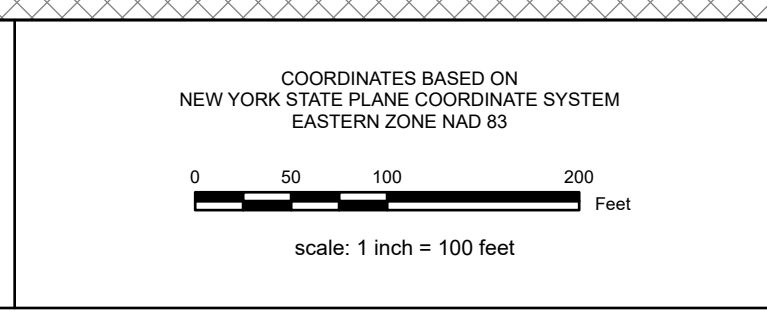 COORDINATES BASED ON
NEW YORK STATE PLANE COORDINATE SYSTEM
EASTERN ZONE NAD 83
0 50 100 200
Feet
scale: 1 inch = 100 feet